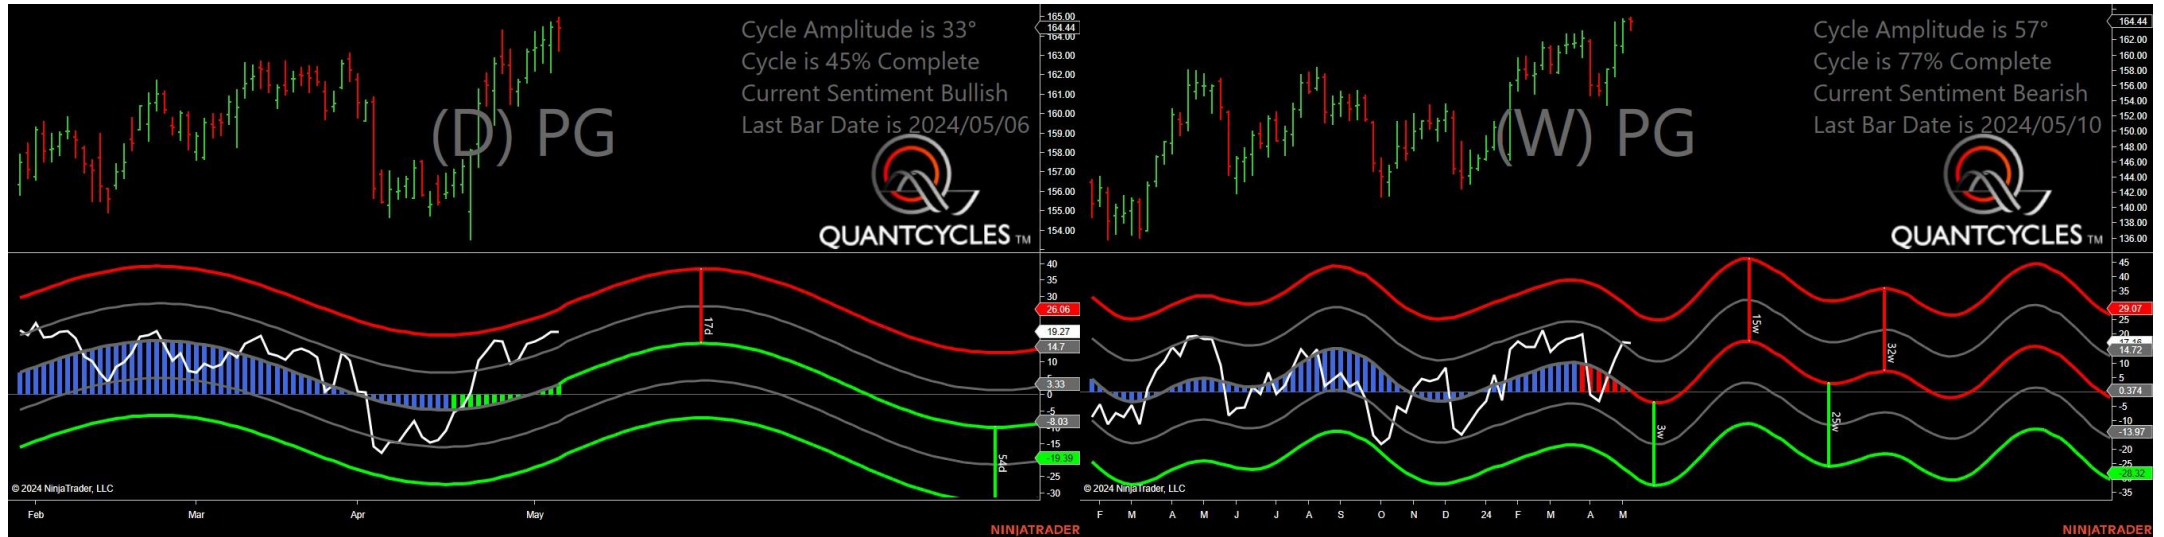 Cycle Amplitude is 33°
Cycle is 45% Complete
Current Sentiment Bullish
Last Bar Date is 2024/05/06
(D) PG
QUANTCYCLES TM
165.00
164.44
164.00
163.00
162.00
161.00
160.00
159.00
158.00
157.00
156.00
155.00
154.00
40
35
30
26.06
19.27
14.7
10
3.33
0
-5
-8.03
-15
-19.39
-25
-30
17d
54d
© 2024 NinjaTrader, LLC
Feb Mar Apr May
NINJATRADER
Cycle Amplitude is 57°
Cycle is 77% Complete
Current Sentiment Bearish
Last Bar Date is 2024/05/10
(W) PG
QUANTCYCLES TM
164.44
162.00
160.00
158.00
156.00
154.00
152.00
150.00
148.00
146.00
144.00
142.00
140.00
138.00
136.00
45
40
35
29.07
25
20
14.72
10
5
0.374
-5
-10
-13.97
-20
-25
-28.32
-35
15w
32w
3w
25w
© 2024 NinjaTrader, LLC
F M A M J J A S O N D 24 F M A M
NINJATRADER